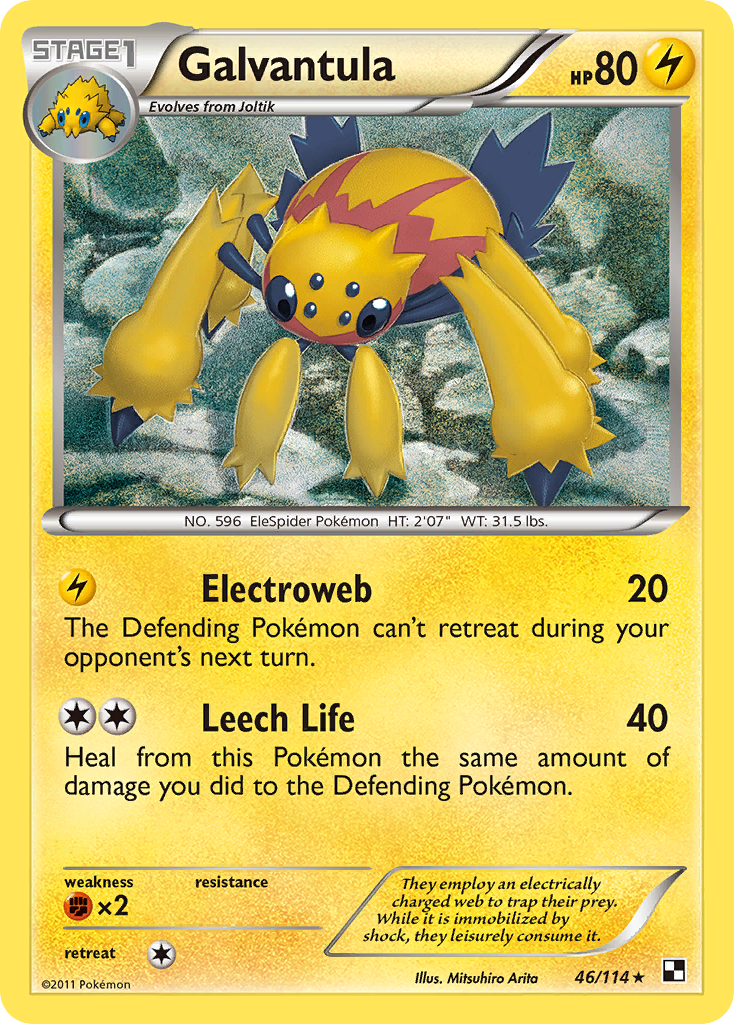 STAGE1
Galvantula
HP80
Evolves from Joltik
NO. 596 EleSpider Pokémon HT: 2'07" WT: 31.5 lbs.
Electroweb 20
The Defending Pokémon can't retreat during your
opponent's next turn.
Leech Life 40
Heal from this Pokémon the same amount of
damage you did to the Defending Pokémon.
weakness resistance
×2
retreat
They employ an electrically
charged web to trap their prey.
While it is immobilized by
shock, they leisurely consume it.
©2011 Pokémon
Illus. Mitsuhiro Arita 46/114 ★